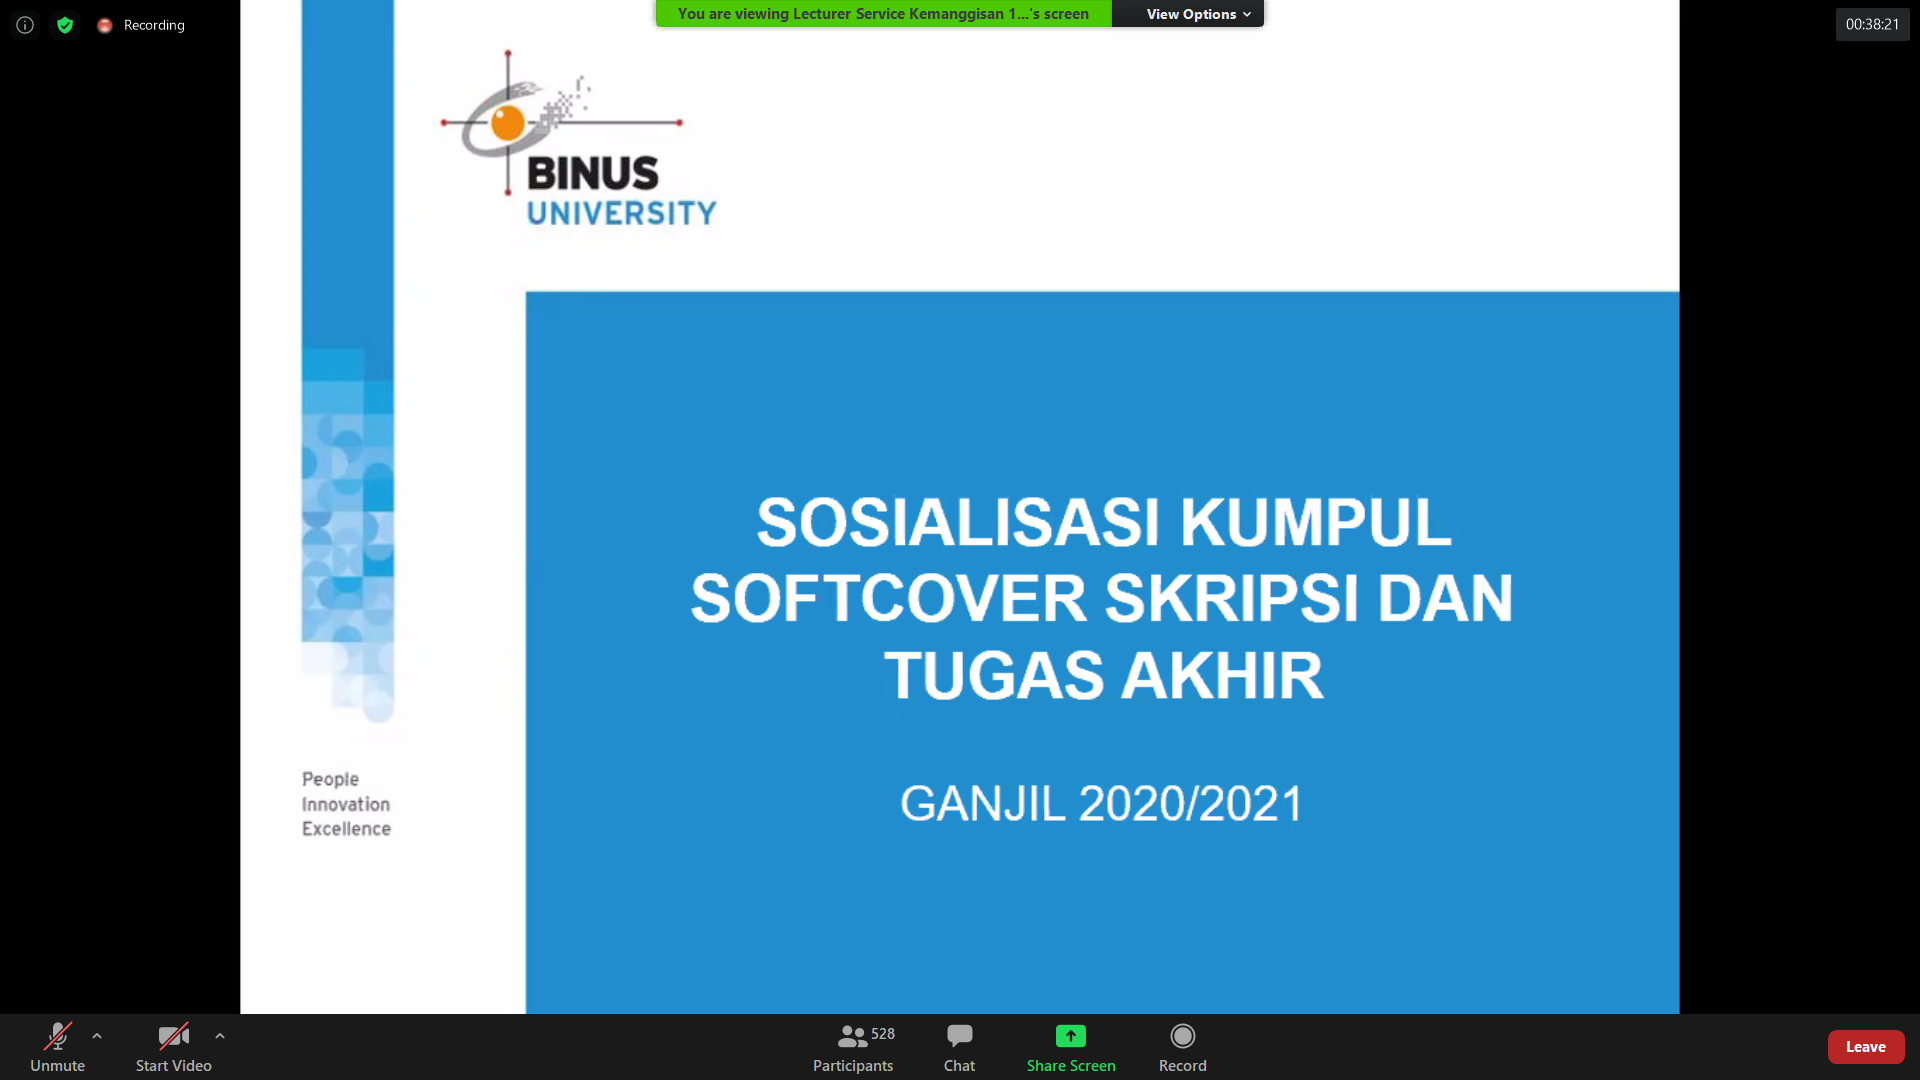 Recording
You are viewing Lecturer Service Kemanggisan 1...'s screen
View Options
00:38:21
BINUS
UNIVERSITY
SOSIALISASI KUMPUL
SOFTCOVER SKRIPSI DAN
TUGAS AKHIR
GANJIL 2020/2021
People
Innovation
Excellence
Unmute
Start Video
528
Participants
Chat
Share Screen
Record
Leave